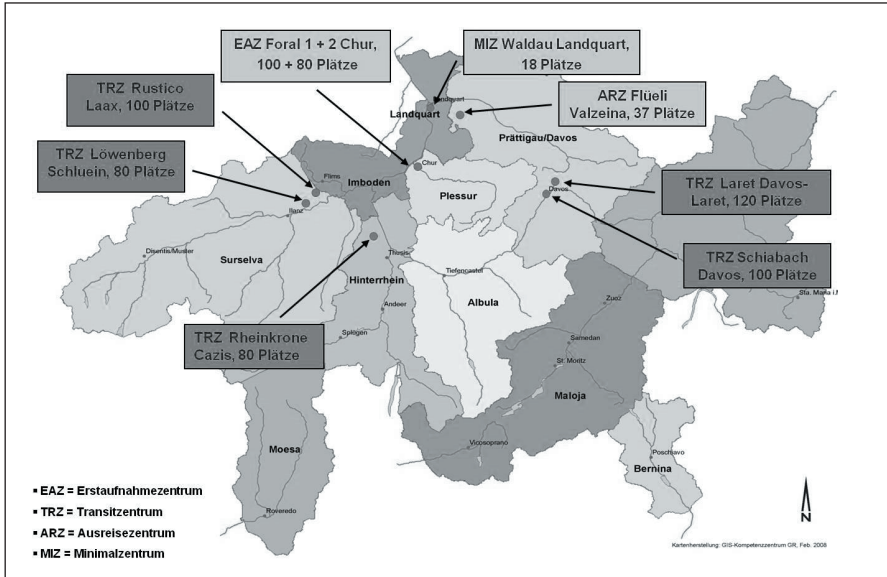 EAZ Foral 1 + 2 Chur,
100 + 80 Plätze
MIZ Waldau Landquart,
18 Plätze
TRZ Rustico
Laax, 100 Plätze
ARZ Flüeli
Valzeina, 37 Plätze
TRZ Löwenberg
Schluein, 80 Plätze
TRZ Laret Davos-
Laret, 120 Plätze
TRZ Schiabach
Davos, 100 Plätze
TRZ Rheinkrone
Cazis, 80 Plätze
Landquart
Landquart
Prättigau/Davos
Chur
Imboden
Flims
Plessur
Davos
Ilanz
Disentis/Mustér
Surselva
Thusis
Hinterrhein
Tiefencastel
Albula
Andeer
Splügen
Zuoz
Samedan
St. Moritz
Maloja
Sta. Maria i.M
Vicosoprano
Moesa
Roveredo
Poschiavo
Bernina
▪ EAZ = Erstaufnahmezentrum
▪ TRZ = Transitzentrum
▪ ARZ = Ausreisezentrum
▪ MIZ = Minimalzentrum
N
Kartenherstellung: GIS-Kompetenzzentrum GR, Feb. 2008